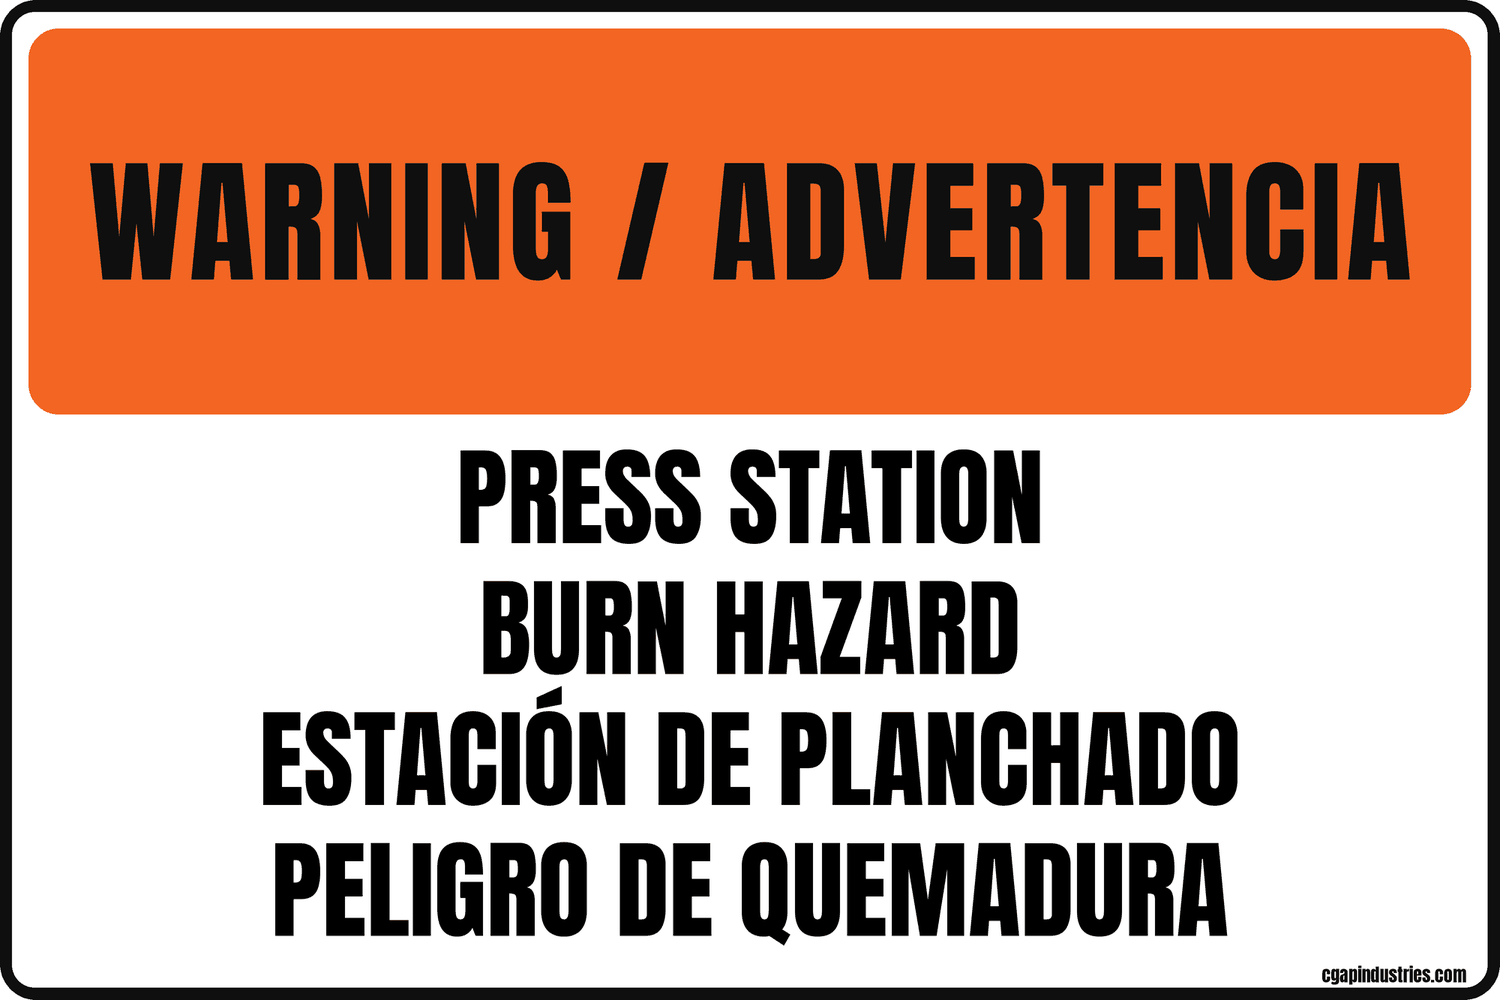 WARNING / ADVERTENCIA
PRESS STATION
BURN HAZARD
ESTACIÓN DE PLANCHADO
PELIGRO DE QUEMADURA
cgapindustries.com